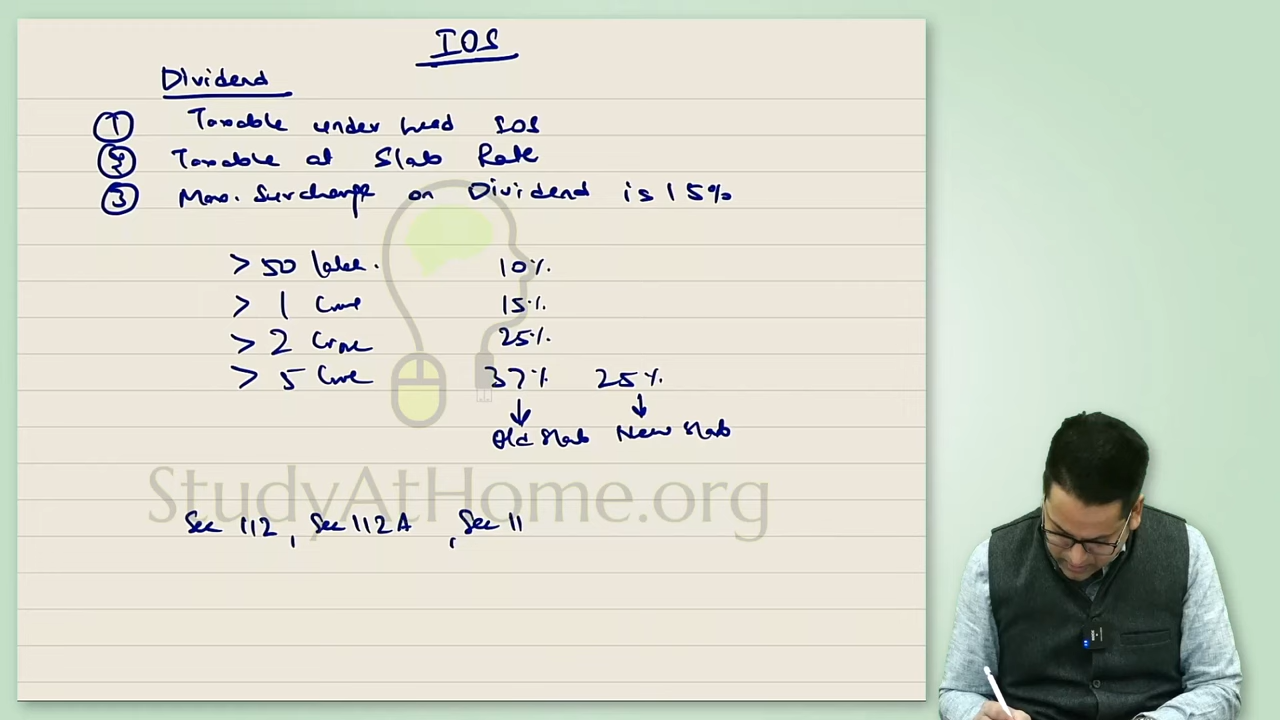 IOS
Dividend
① Taxable under head IOS
② Taxable at Slab Rate
③ Max. Surcharge on Dividend is 15%
> 50 lakh. 10%.
> 1 Crore 15%.
> 2 Crore 25%.
> 5 Crore 37% 25%.
Old Slab New Slab
StudyAtHome.org
Sec 112, Sec 112A, Sec 11